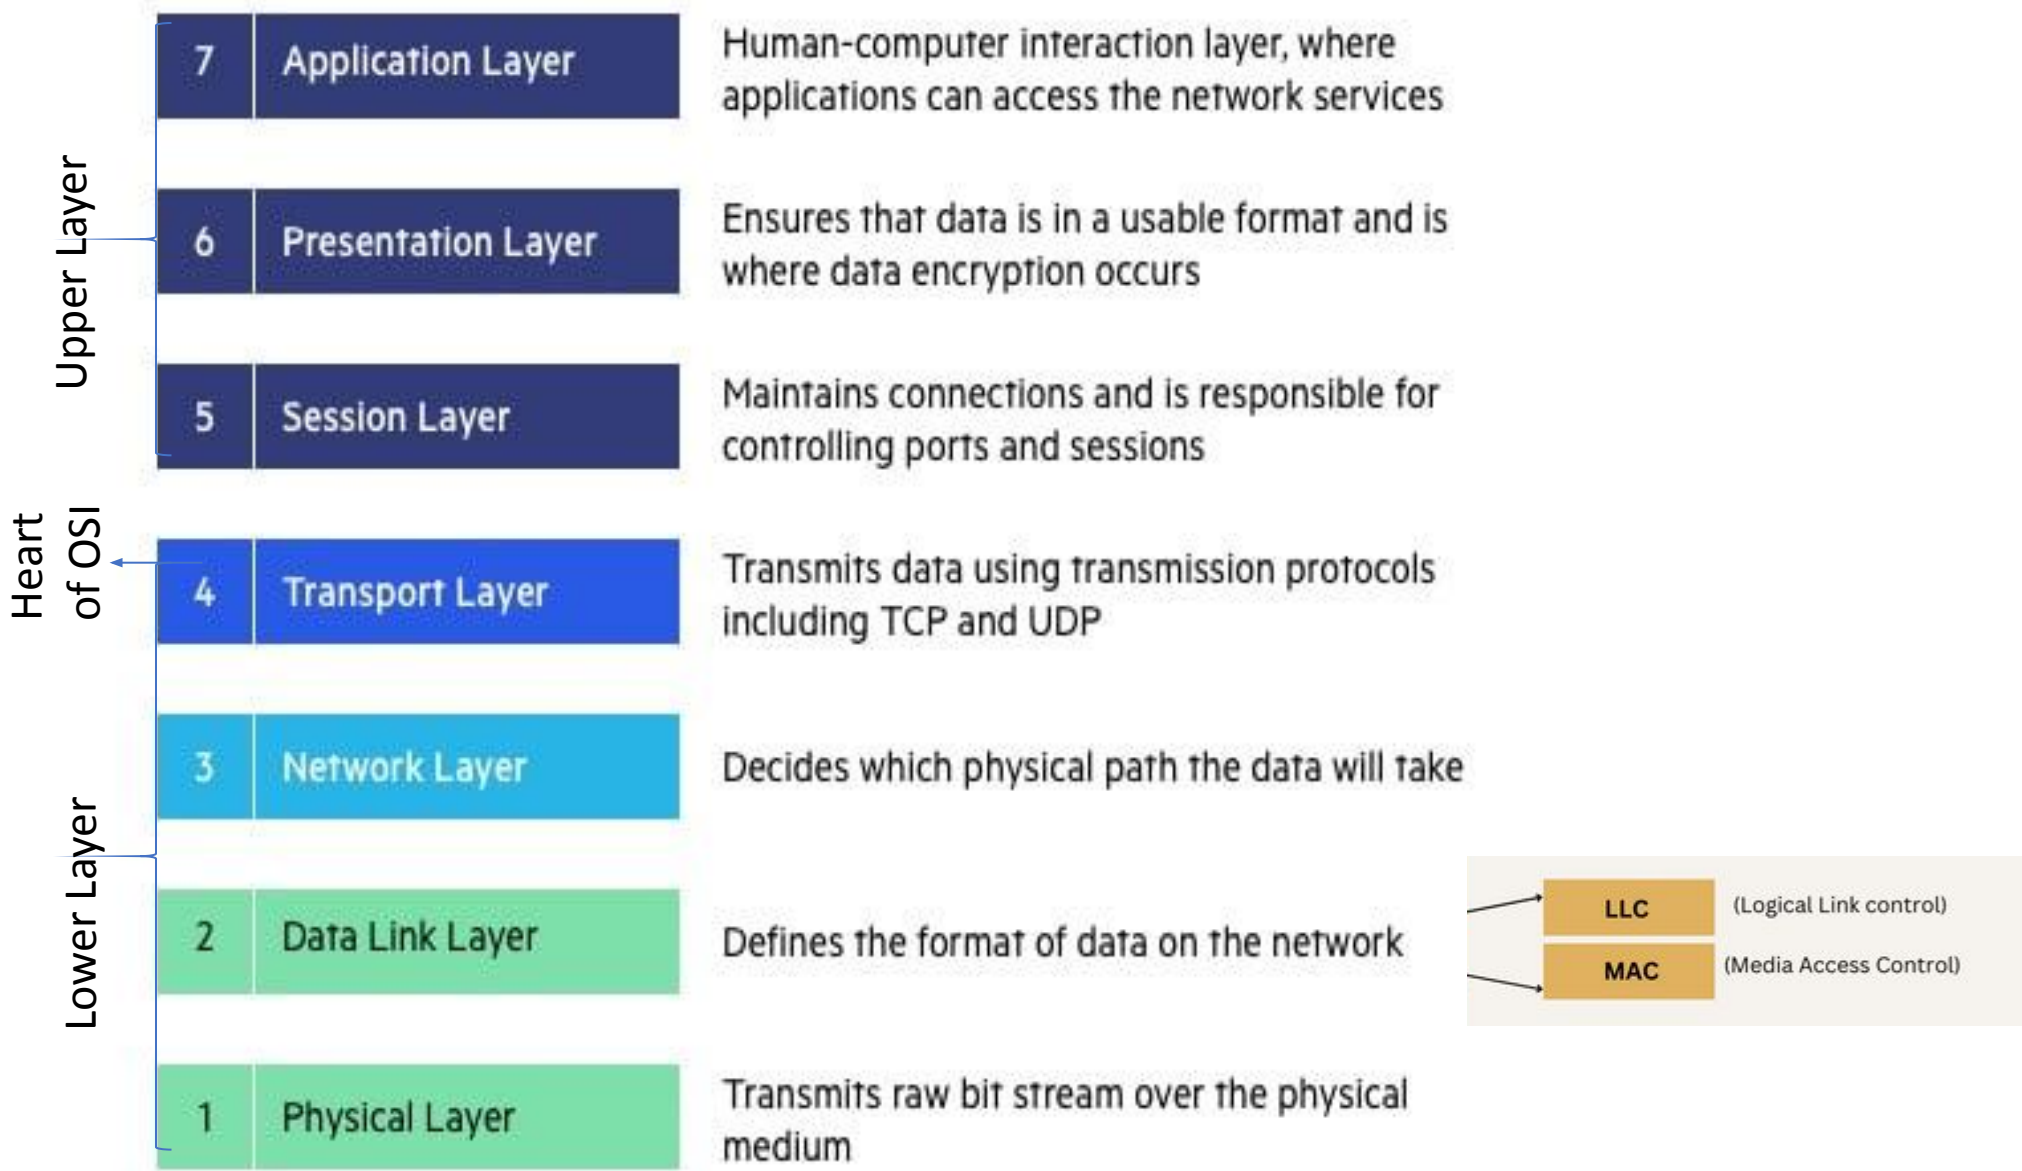 7 Application Layer
Human-computer interaction layer, where
applications can access the network services
Upper Layer
6 Presentation Layer
Ensures that data is in a usable format and is
where data encryption occurs
5 Session Layer
Maintains connections and is responsible for
controlling ports and sessions
Heart
of OSI
4 Transport Layer
Transmits data using transmission protocols
including TCP and UDP
3 Network Layer
Decides which physical path the data will take
Lower Layer
2 Data Link Layer
Defines the format of data on the network
LLC (Logical Link control)
MAC (Media Access Control)
1 Physical Layer
Transmits raw bit stream over the physical
medium